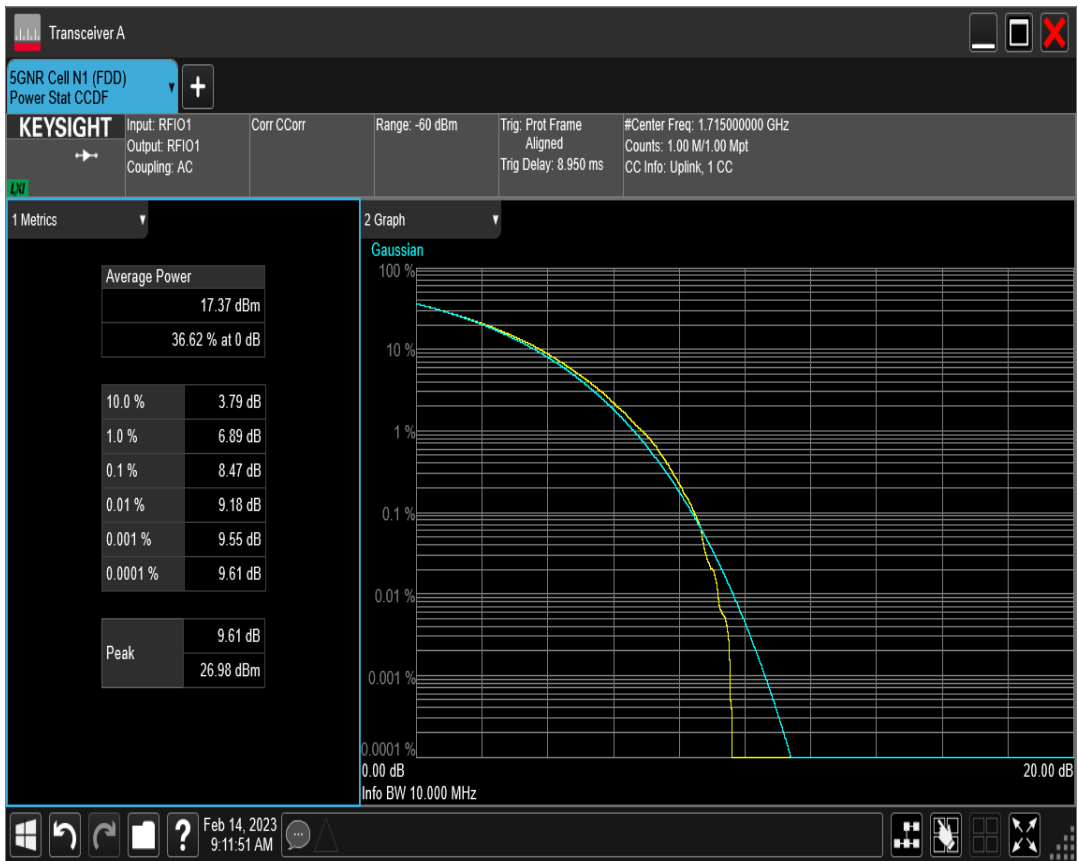 Transceiver A
5GNR Cell N1 (FDD)
Power Stat CCDF
+
KEYSIGHT
LXI
Input: RFIO1
Output: RFIO1
Coupling: AC
Corr CCorr
Range: -60 dBm
Trig: Prot Frame
Aligned
Trig Delay: 8.950 ms
#Center Freq: 1.715000000 GHz
Counts: 1.00 M/1.00 Mpt
CC Info: Uplink, 1 CC
1 Metrics
Average Power
17.37 dBm
36.62 % at 0 dB
10.0 % 3.79 dB
1.0 % 6.89 dB
0.1 % 8.47 dB
0.01 % 9.18 dB
0.001 % 9.55 dB
0.0001 % 9.61 dB
Peak
9.61 dB
26.98 dBm
2 Graph
Gaussian
100 %
10 %
1 %
0.1 %
0.01 %
0.001 %
0.0001 %
0.00 dB 20.00 dB
Info BW 10.000 MHz
?
Feb 14, 2023
9:11:51 AM